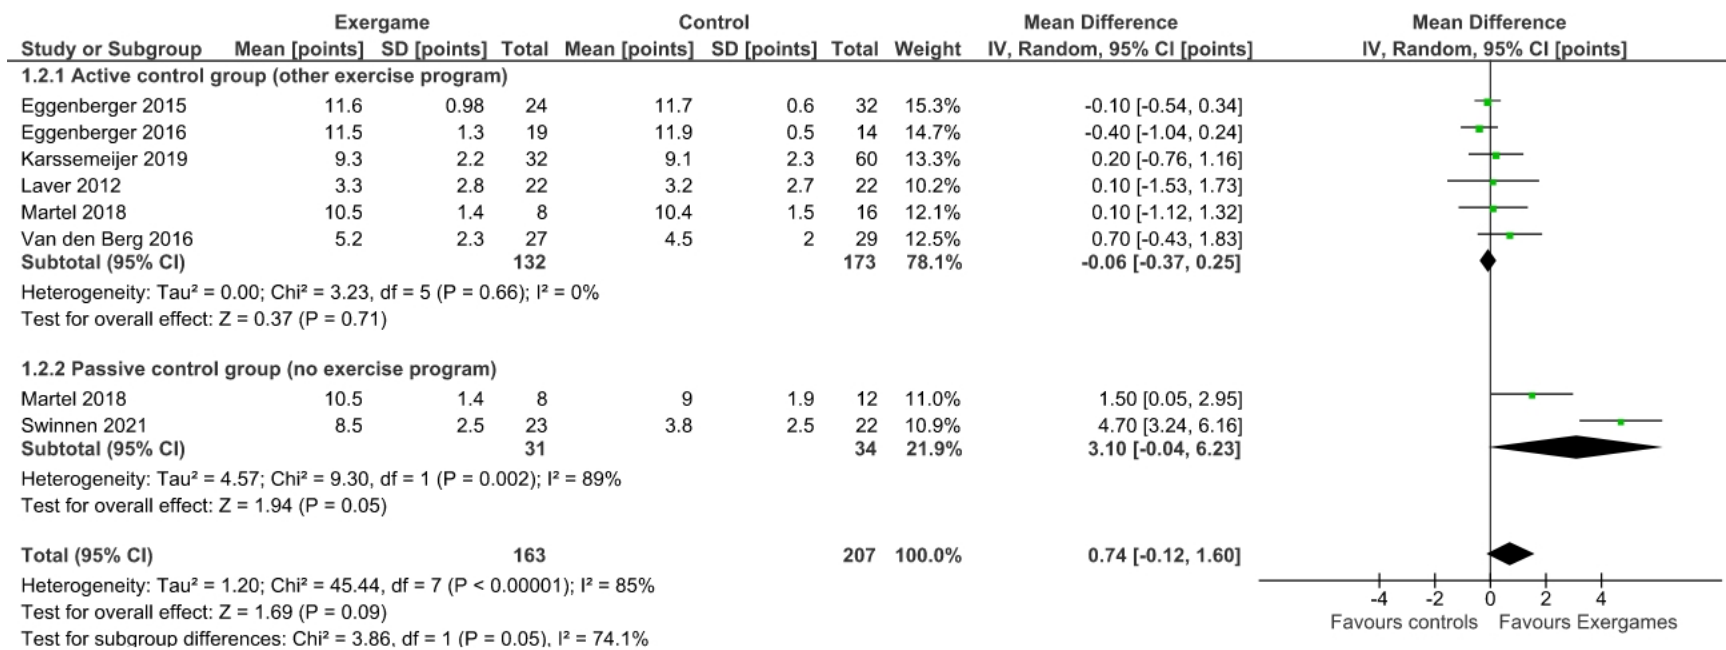 Exergame Control Mean Difference Mean Difference
Study or Subgroup Mean [points] SD [points] Total Mean [points] SD [points] Total Weight IV, Random, 95% CI [points] IV, Random, 95% CI [points]
1.2.1 Active control group (other exercise program)
Eggenberger 2015 11.6 0.98 24 11.7 0.6 32 15.3% -0.10 [-0.54, 0.34]
Eggenberger 2016 11.5 1.3 19 11.9 0.5 14 14.7% -0.40 [-1.04, 0.24]
Karssemeijer 2019 9.3 2.2 32 9.1 2.3 60 13.3% 0.20 [-0.76, 1.16]
Laver 2012 3.3 2.8 22 3.2 2.7 22 10.2% 0.10 [-1.53, 1.73]
Martel 2018 10.5 1.4 8 10.4 1.5 16 12.1% 0.10 [-1.12, 1.32]
Van den Berg 2016 5.2 2.3 27 4.5 2 29 12.5% 0.70 [-0.43, 1.83]
Subtotal (95% CI) 132 173 78.1% -0.06 [-0.37, 0.25]
Heterogeneity: Tau² = 0.00; Chi² = 3.23, df = 5 (P = 0.66); I² = 0%
Test for overall effect: Z = 0.37 (P = 0.71)
1.2.2 Passive control group (no exercise program)
Martel 2018 10.5 1.4 8 9 1.9 12 11.0% 1.50 [0.05, 2.95]
Swinnen 2021 8.5 2.5 23 3.8 2.5 22 10.9% 4.70 [3.24, 6.16]
Subtotal (95% CI) 31 34 21.9% 3.10 [-0.04, 6.23]
Heterogeneity: Tau² = 4.57; Chi² = 9.30, df = 1 (P = 0.002); I² = 89%
Test for overall effect: Z = 1.94 (P = 0.05)
Total (95% CI) 163 207 100.0% 0.74 [-0.12, 1.60]
Heterogeneity: Tau² = 1.20; Chi² = 45.44, df = 7 (P < 0.00001); I² = 85%
Test for overall effect: Z = 1.69 (P = 0.09)
Test for subgroup differences: Chi² = 3.86, df = 1 (P = 0.05), I² = 74.1%
-4 -2 0 2 4
Favours controls Favours Exergames